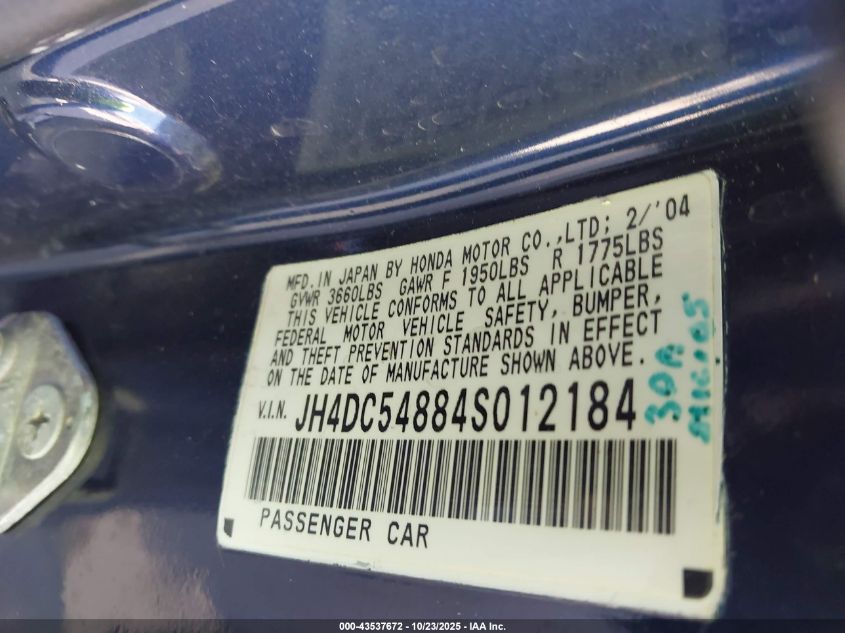 MFD. IN JAPAN BY HONDA MOTOR CO.,LTD; 2/'04
GVWR 3660LBS GAWR F 1950LBS R 1775LBS
THIS VEHICLE CONFORMS TO ALL APPLICABLE
FEDERAL MOTOR VEHICLE SAFETY, BUMPER,
AND THEFT PREVENTION STANDARDS IN EFFECT
ON THE DATE OF MANUFACTURE SHOWN ABOVE.
V.I.N. JH4DC54884S012184
PASSENGER CAR
000-43537672 - 10/23/2025 - IAA Inc.